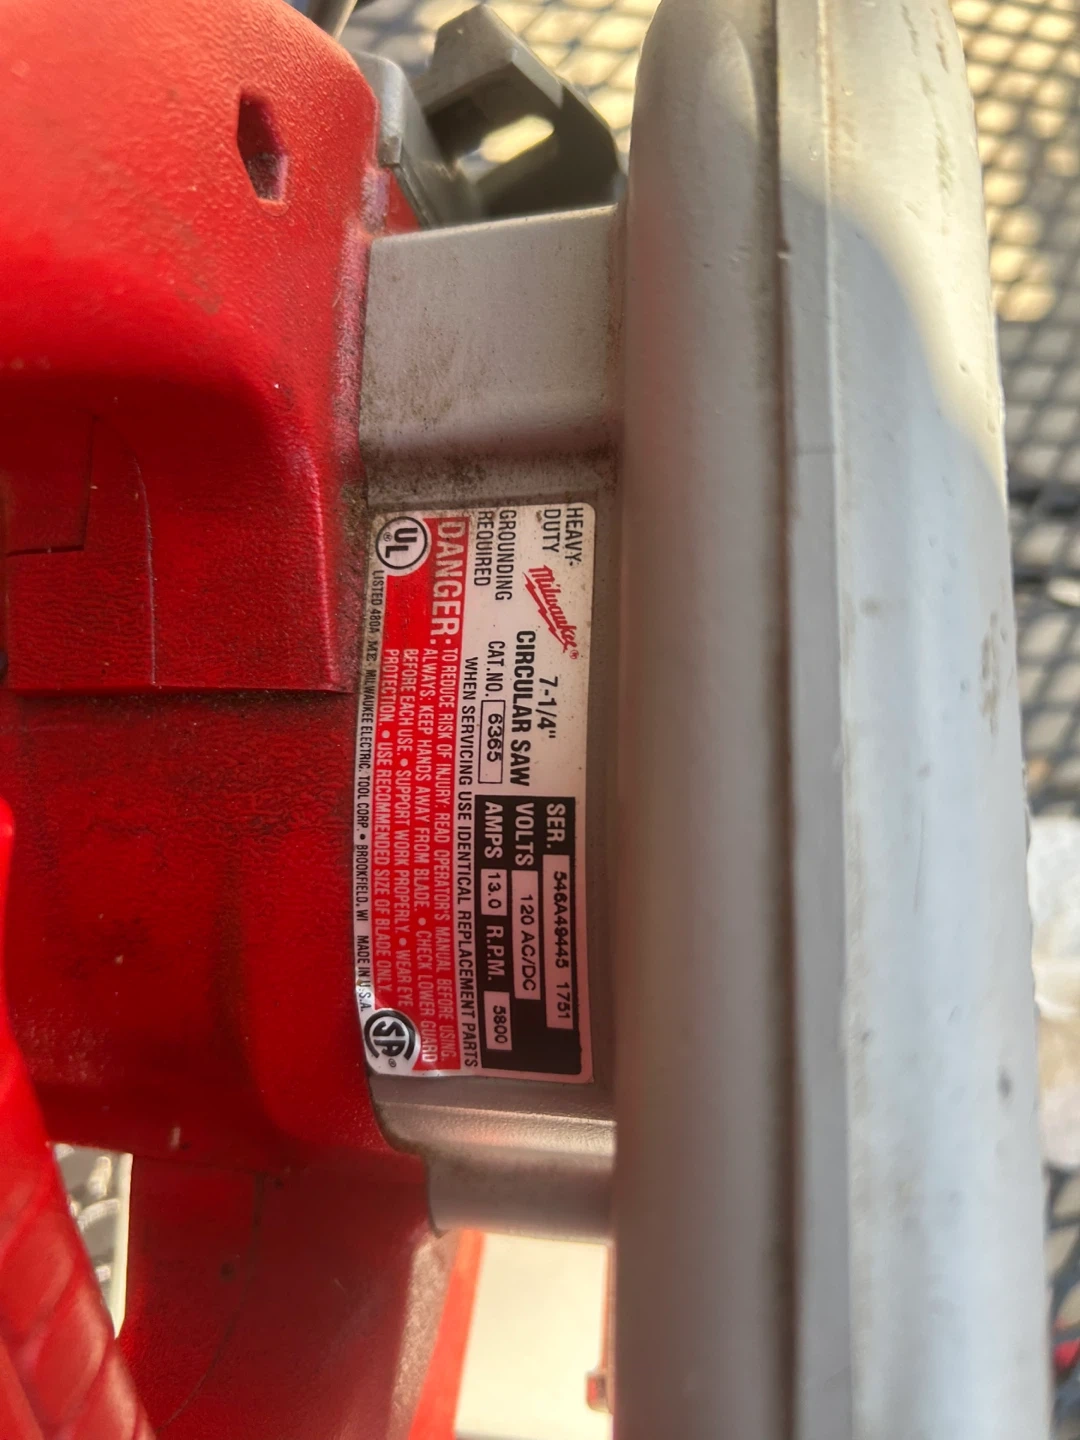 HEAVY-
DUTY
Milwaukee®
7-1/4"
CIRCULAR SAW
GROUNDING
REQUIRED
CAT. NO. 6365
SER. 546A49445 1751
VOLTS 120 AC/DC
AMPS 13.0 R.P.M. 5800
WHEN SERVICING USE IDENTICAL REPLACEMENT PARTS
DANGER: • TO REDUCE RISK OF INJURY: READ OPERATOR'S MANUAL BEFORE USING.
ALWAYS: KEEP HANDS AWAY FROM BLADE. • CHECK LOWER GUARD
BEFORE EACH USE. • SUPPORT WORK PROPERLY. • WEAR EYE
PROTECTION. • USE RECOMMENDED SIZE OF BLADE ONLY.
UL®
LISTED 480A ME. MILWAUKEE ELECTRIC TOOL CORP. • BROOKFIELD, WI MADE IN U.S.A.
SA®